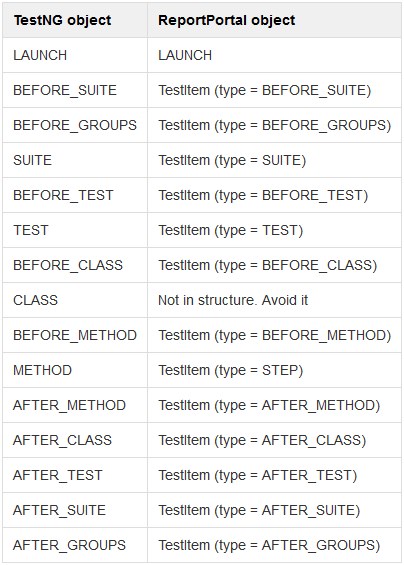 TestNG object ReportPortal object
LAUNCH LAUNCH
BEFORE_SUITE TestItem (type = BEFORE_SUITE)
BEFORE_GROUPS TestItem (type = BEFORE_GROUPS)
SUITE TestItem (type = SUITE)
BEFORE_TEST TestItem (type = BEFORE_TEST)
TEST TestItem (type = TEST)
BEFORE_CLASS TestItem (type = BEFORE_CLASS)
CLASS Not in structure. Avoid it
BEFORE_METHOD TestItem (type = BEFORE_METHOD)
METHOD TestItem (type = STEP)
AFTER_METHOD TestItem (type = AFTER_METHOD)
AFTER_CLASS TestItem (type = AFTER_CLASS)
AFTER_TEST TestItem (type = AFTER_TEST)
AFTER_SUITE TestItem (type = AFTER_SUITE)
AFTER_GROUPS TestItem (type = AFTER_GROUPS)